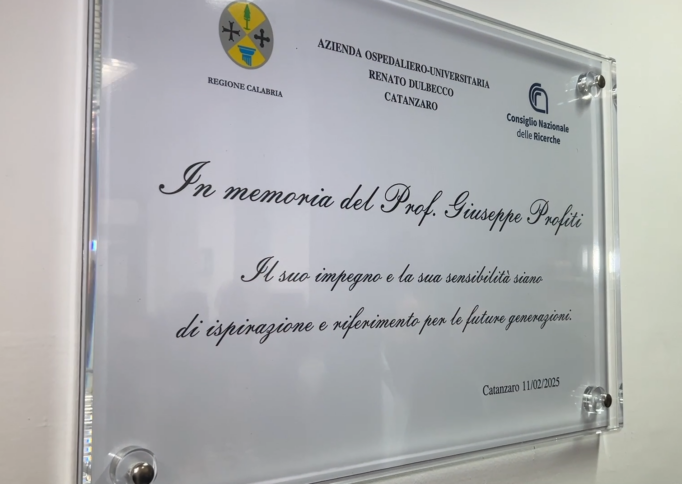 REGIONE CALABRIA
AZIENDA OSPEDALIERO-UNIVERSITARIA
RENATO DULBECCO
CATANZARO
Consiglio Nazionale
delle Ricerche
In memoria del Prof. Giuseppe Profiti
Il suo impegno e la sua sensibilità siano
di ispirazione e riferimento per le future generazioni.
Catanzaro 11/02/2025